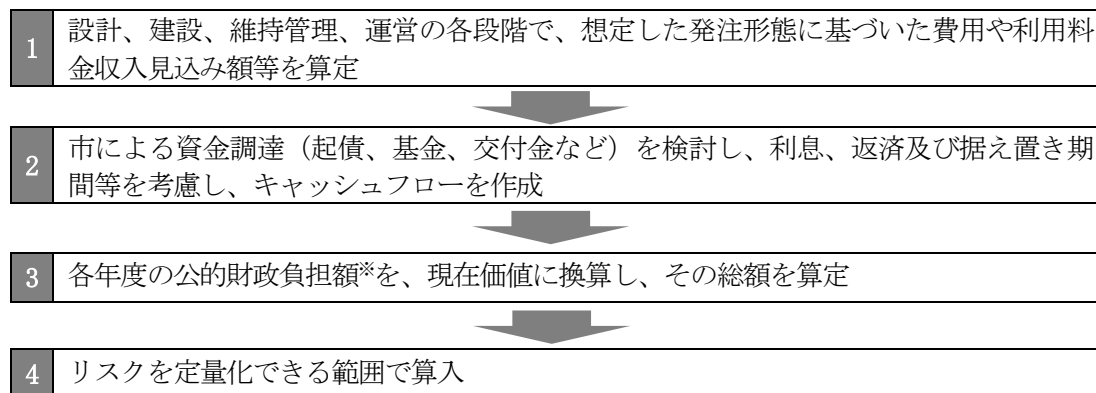 1 設計、建設、維持管理、運営の各段階で、想定した発注形態に基づいた費用や利用料
金収入見込み額等を算定
2 市による資金調達（起債、基金、交付金など）を検討し、利息、返済及び据え置き期
間等を考慮し、キャッシュフローを作成
3 各年度の公的財政負担額※を、現在価値に換算し、その総額を算定
4 リスクを定量化できる範囲で算入